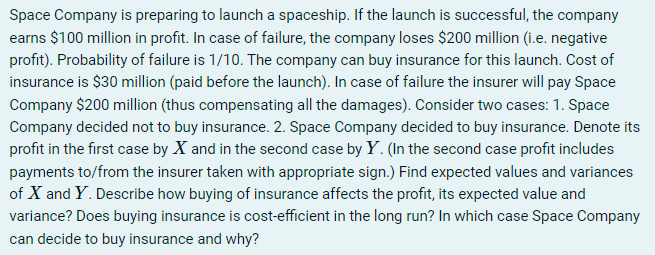 Space Company is preparing to launch a spaceship. If the launch is successful, the company
earns $100 million in profit. In case of failure, the company loses $200 million (i.e. negative
profit). Probability of failure is 1/10. The company can buy insurance for this launch. Cost of
insurance is $30 million (paid before the launch). In case of failure the insurer will pay Space
Company $200 million (thus compensating all the damages). Consider two cases: 1. Space
Company decided not to buy insurance. 2. Space Company decided to buy insurance. Denote its
profit in the first case by X and in the second case by Y. (In the second case profit includes
payments to/from the insurer taken with appropriate sign.) Find expected values and variances
of X and Y. Describe how buying of insurance affects the profit, its expected value and
variance? Does buying insurance is cost-efficient in the long run? In which case Space Company
can decide to buy insurance and why?